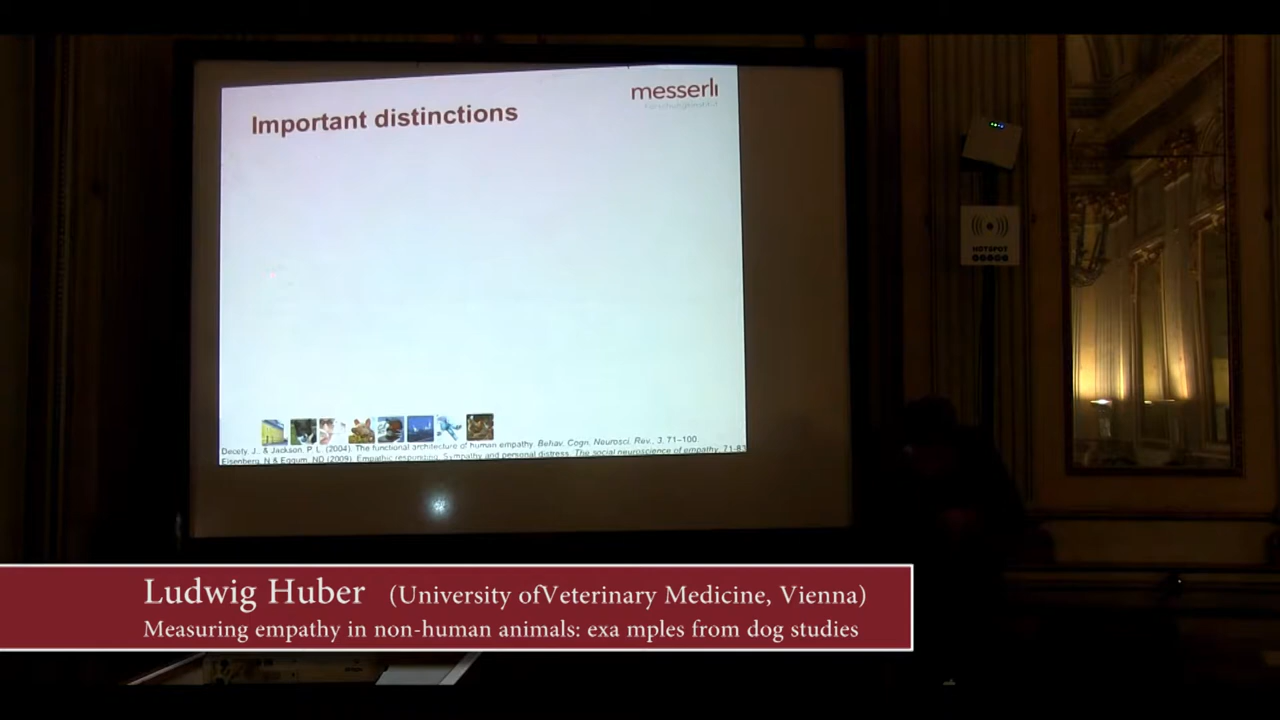 messerli
Important distinctions
Decety, J., & Jackson, P. L. (2004). The functional architecture of human empathy. Behav. Cogn. Neurosci. Rev., 3, 71–100.
Eisenberg, N & Eggum, ND (2009). Empathic responding. Sympathy and personal distress. The social neuroscience of empathy. 71-83
HOTSPOT
Ludwig Huber (University ofVeterinary Medicine, Vienna)
Measuring empathy in non-human animals: exa mples from dog studies